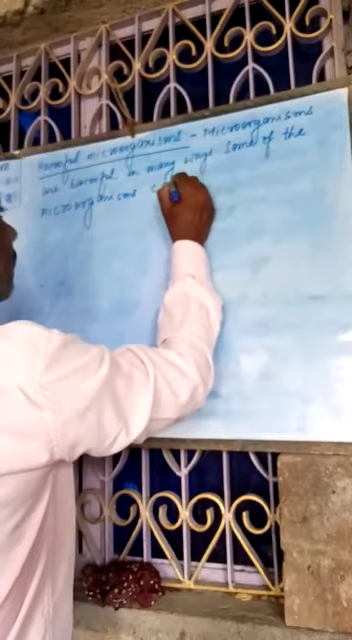 Harmful microorganisms - Microorganisms
are harmful in many ways some of the
microorganisms c